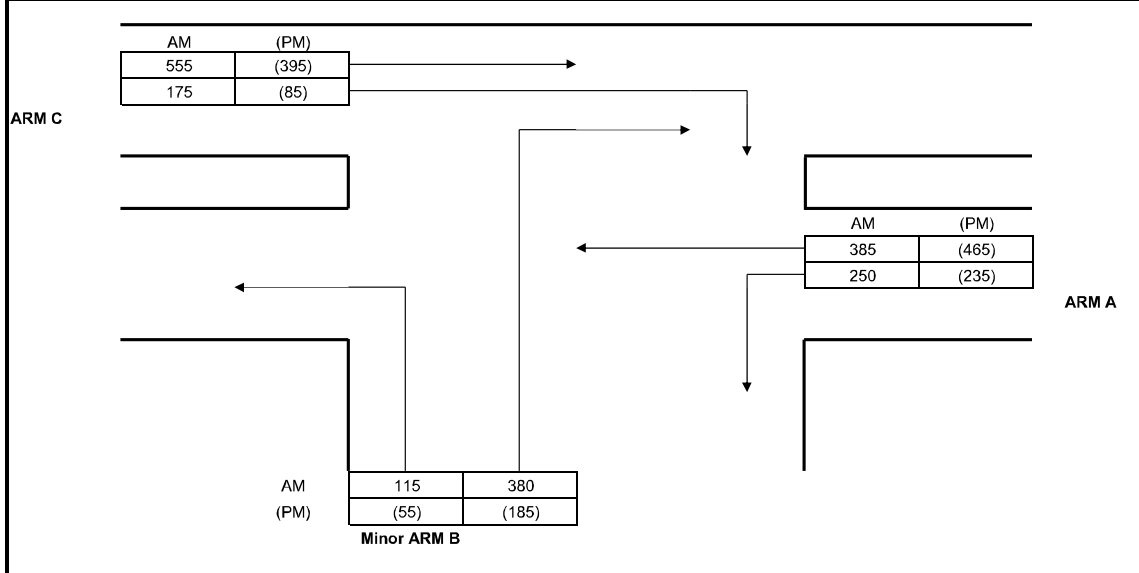 AM (PM)
555 (395)
175 (85)
ARM C
AM (PM)
385 (465)
250 (235)
ARM A
AM 115 380
(PM) (55) (185)
Minor ARM B